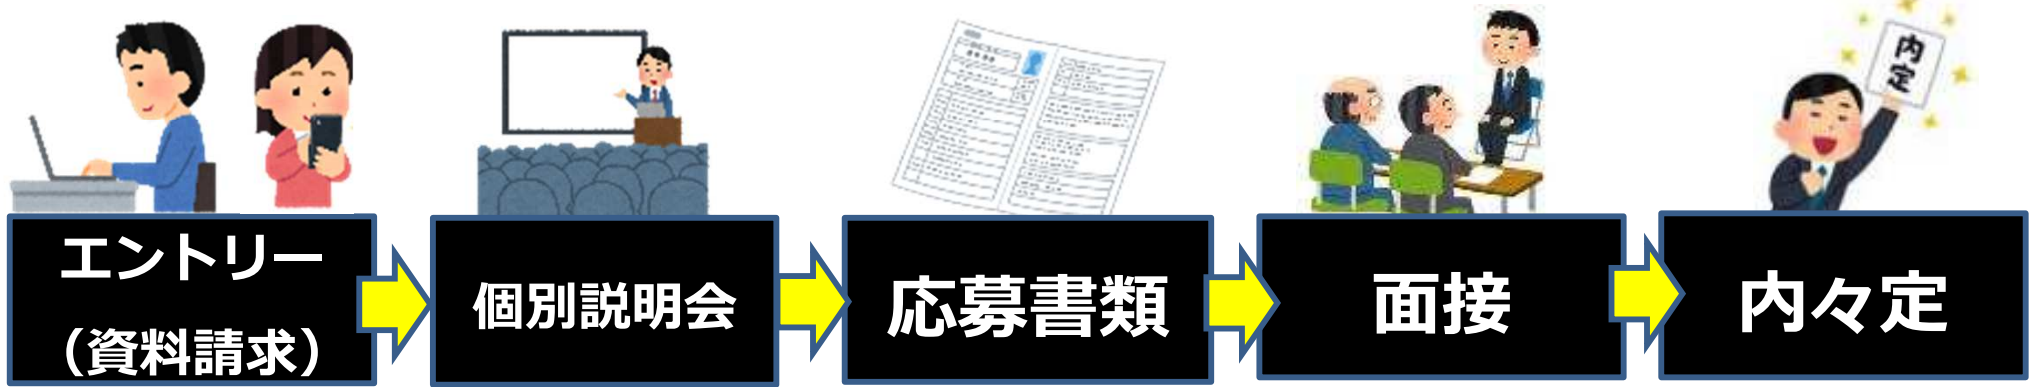 内定
エントリー
（資料請求）
個別説明会
応募書類
面接
内々定